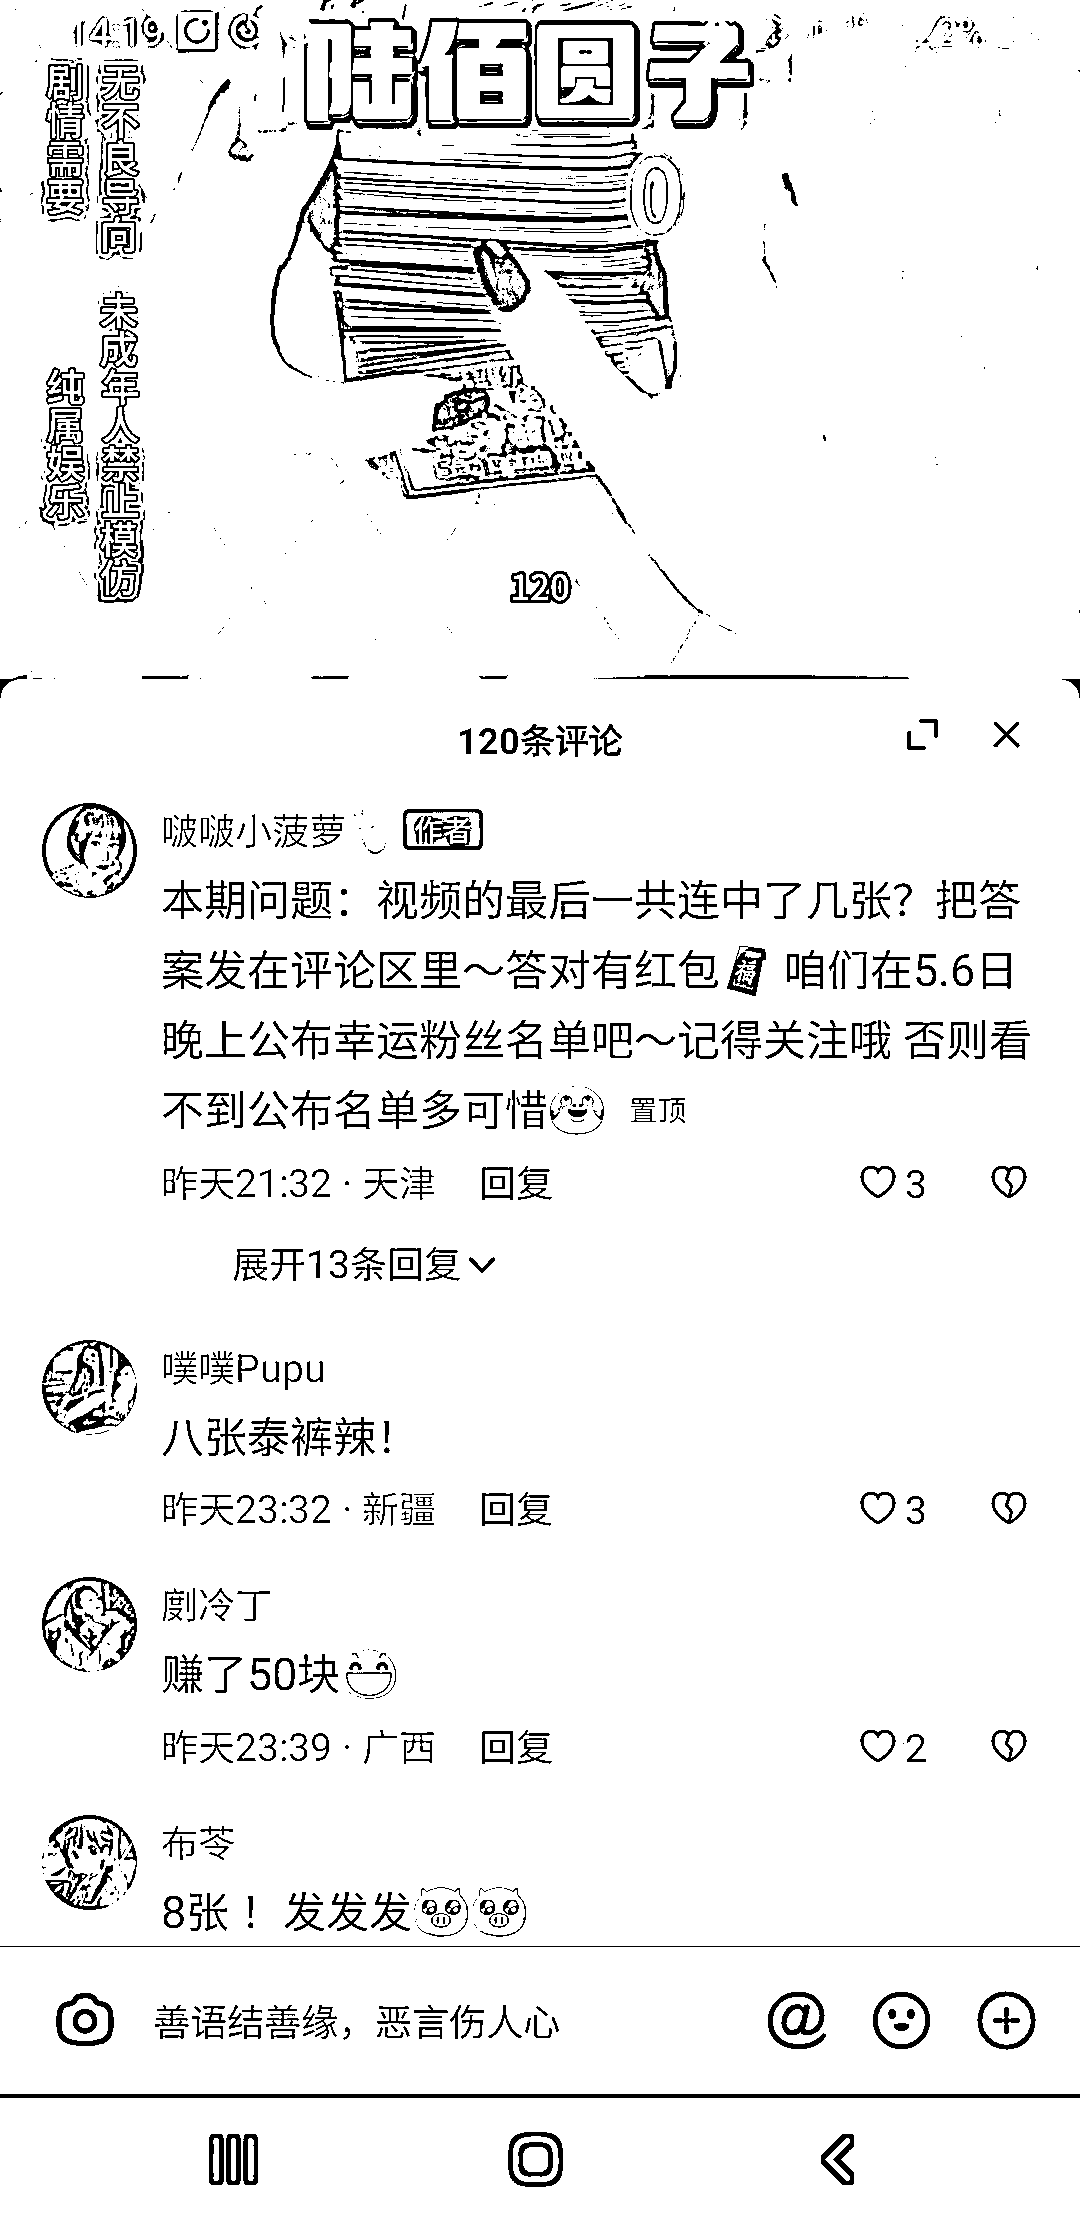 14:19
陆佰圆子
无不良导向 未成年人禁止模仿
剧情需要 纯属娱乐
120
120条评论
啵啵小菠萝 作者
本期问题：视频的最后一共连中了几张？把答
案发在评论区里～答对有红包 咱们在5.6日
晚上公布幸运粉丝名单吧～记得关注哦 否则看
不到公布名单多可惜 置顶
昨天21:32 · 天津 回复 3
展开13条回复
噗噗Pupu
八张泰裤辣！
昨天23:32 · 新疆 回复 3
冷丁
赚了50块
昨天23:39 · 广西 回复 2
布苓
8张 ！ 发发发
善语结善缘，恶言伤人心